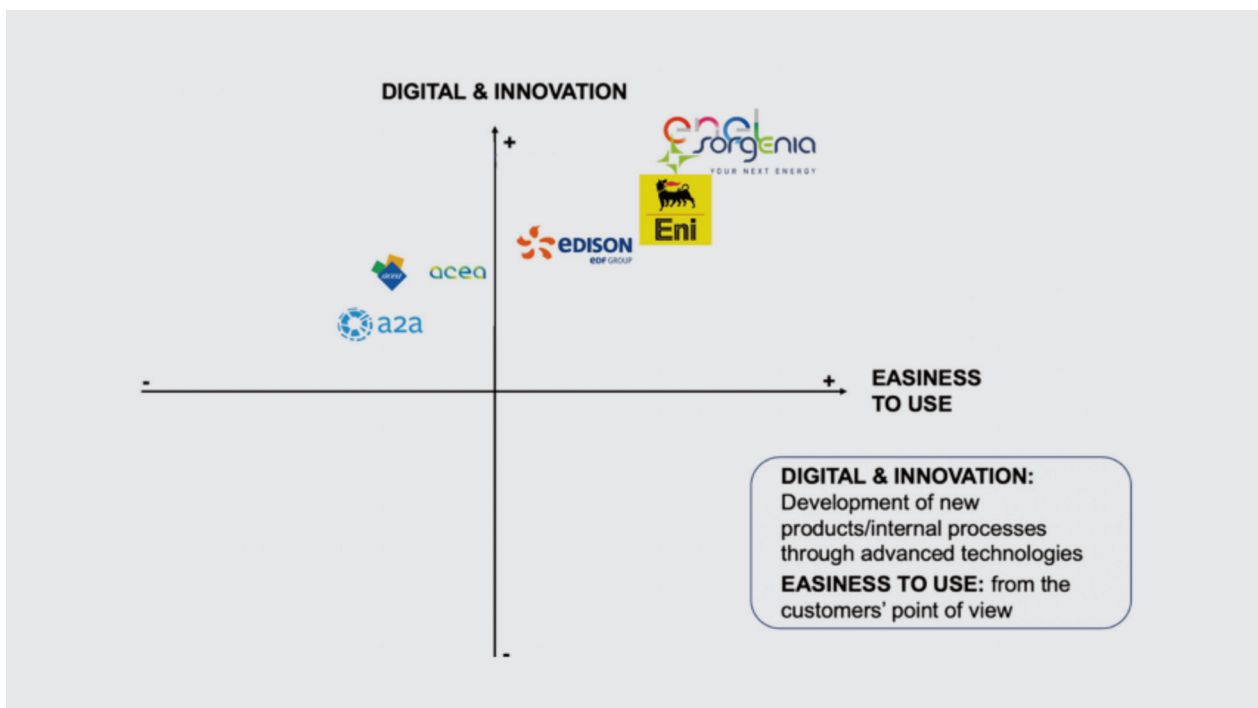 DIGITAL & INNOVATION
+
enel
sorgenia
YOUR NEXT ENERGY
Eni
EDISON
EDF GROUP
acea
acea
a2a
-
+
EASINESS
TO USE
DIGITAL & INNOVATION:
Development of new
products/internal processes
through advanced technologies
EASINESS TO USE: from the
customers’ point of view
-